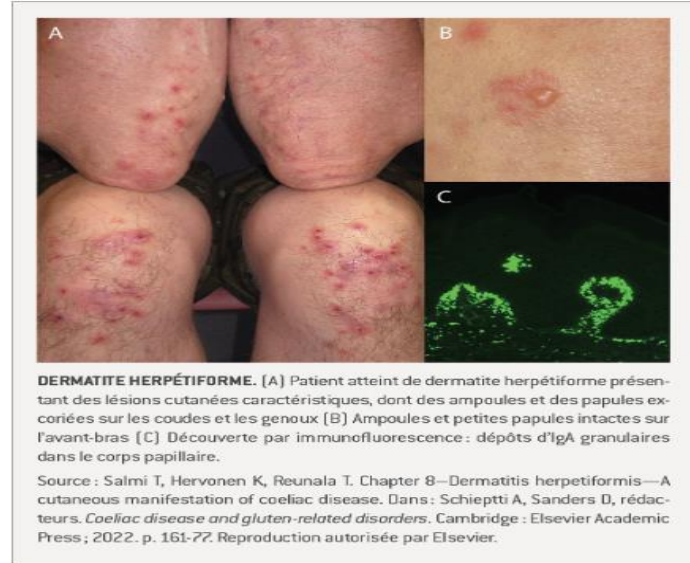 A
B
C
DERMATITE HERPÉTIFORME. (A) Patient atteint de dermatite herpétiforme présen-
tant des lésions cutanées caractéristiques, dont des ampoules et des papules ex-
coriées sur les coudes et les genoux (B) Ampoules et petites papules intactes sur
l'avant-bras (C) Découverte par immunofluorescence : dépôts d'IgA granulaires
dans le corps papillaire.
Source : Salmi T, Hervonen K, Reunala T. Chapter 8—Dermatitis herpetiformis—A
cutaneous manifestation of coeliac disease. Dans : Schieptti A, Sanders D, rédac-
teurs. Coeliac disease and gluten-related disorders. Cambridge : Elsevier Academic
Press ; 2022. p. 161-77. Reproduction autorisée par Elsevier.